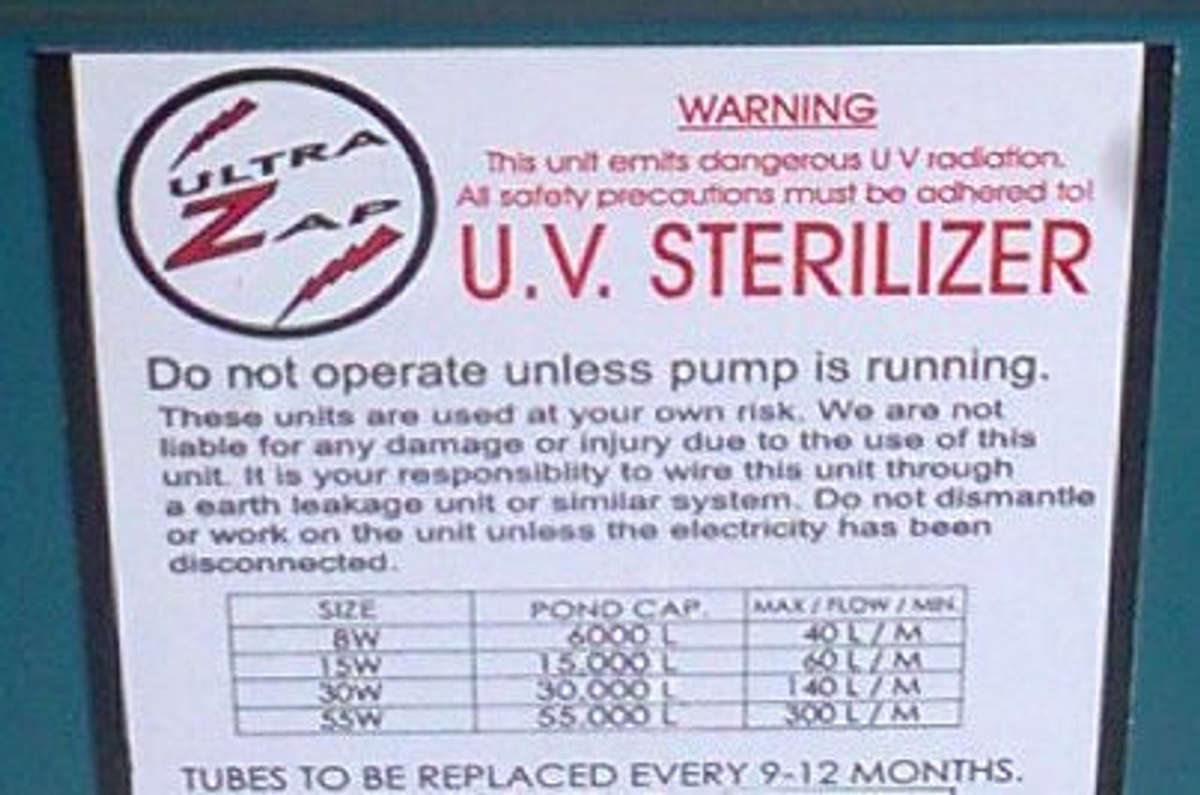 ULTRA
ZAP
WARNING
This unit emits dangerous U V radiation.
All safety precautions must be adhered to!
U.V. STERILIZER
Do not operate unless pump is running.
These units are used at your own risk. We are not
liable for any damage or injury due to the use of this
unit. It is your responsiblity to wire this unit through
a earth leakage unit or similar system. Do not dismantle
or work on the unit unless the electricity has been
disconnected.
SIZE POND CAP. MAX / FLOW / MIN.
8W 6000 L 40 L / M
15W 15.000 L 60 L / M
30W 30.000 L 140 L / M
55W 55.000 L 300 L / M
TUBES TO BE REPLACED EVERY 9-12 MONTHS.